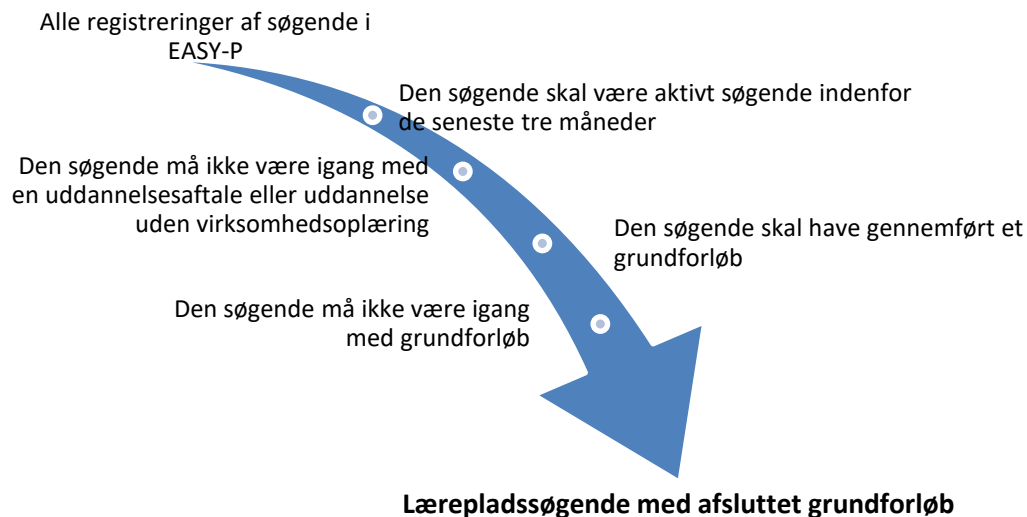 Alle registreringer af søgende i
EASY-P
Den søgende skal være aktivt søgende indenfor
de seneste tre måneder
Den søgende må ikke være igang med
en uddannelsesaftale eller uddannelse
uden virksomhedsoplæring
Den søgende skal have gennemført et
grundforløb
Den søgende må ikke være igang
med grundforløb
Lærepladssøgende med afsluttet grundforløb